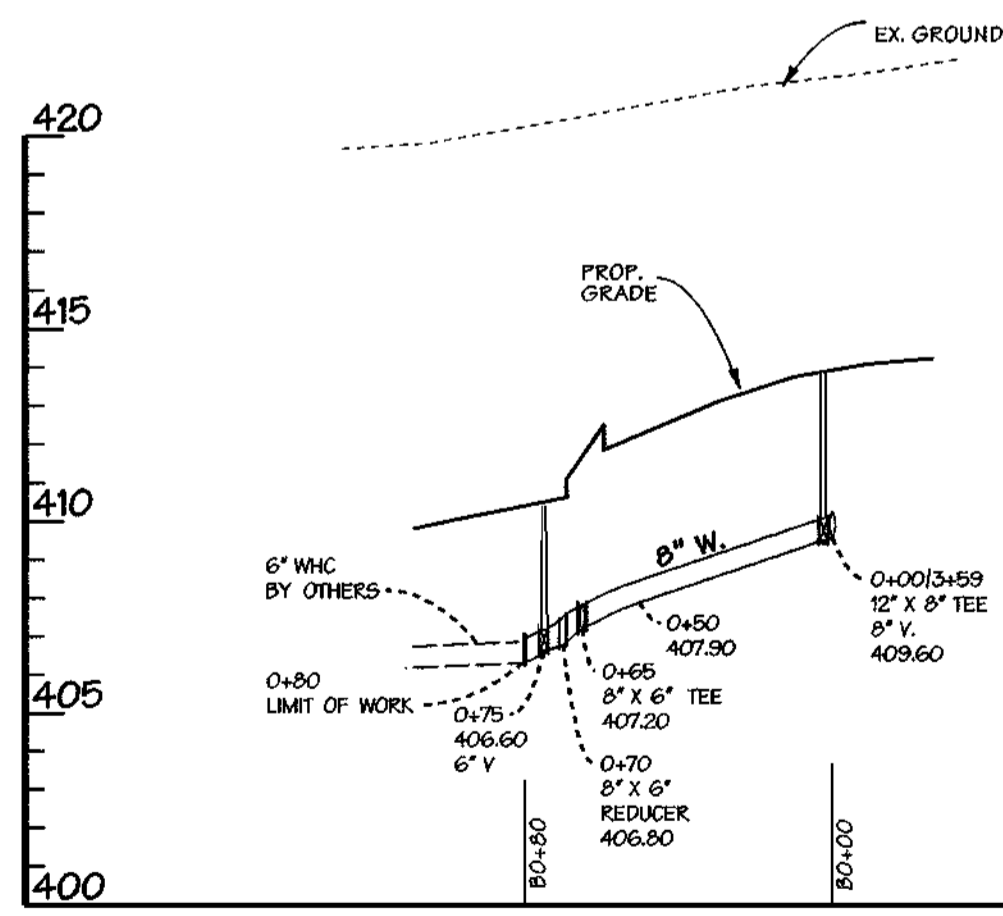 EX. GROUND
420
PROP.
GRADE
415
410
8" W.
6" WHC
BY OTHERS
0+00/3+59
12" X 8" TEE
8" V.
409.60
0+50
407.90
0+80
LIMIT OF WORK
405
0+65
8" X 6" TEE
407.20
0+75
406.60
6" V
0+70
8" X 6"
REDUCER
406.80
B0+80
B0+00
400